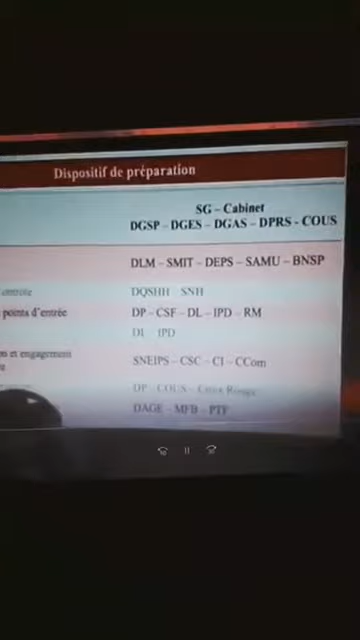 Dispositif de préparation
SG – Cabinet
DGSP – DGES – DGAS – DPRS - COUS
DLM – SMIT – DEPS – SAMU – BNSP
DQSHH – SNH
points d'entrée
DP – CSF – DL – IPD – RM
DL – IPD
et engagement
SNEIPS – CSC – CI – CCom
DP – COUS – Croix Rouge
DAGE – MFB – PTF